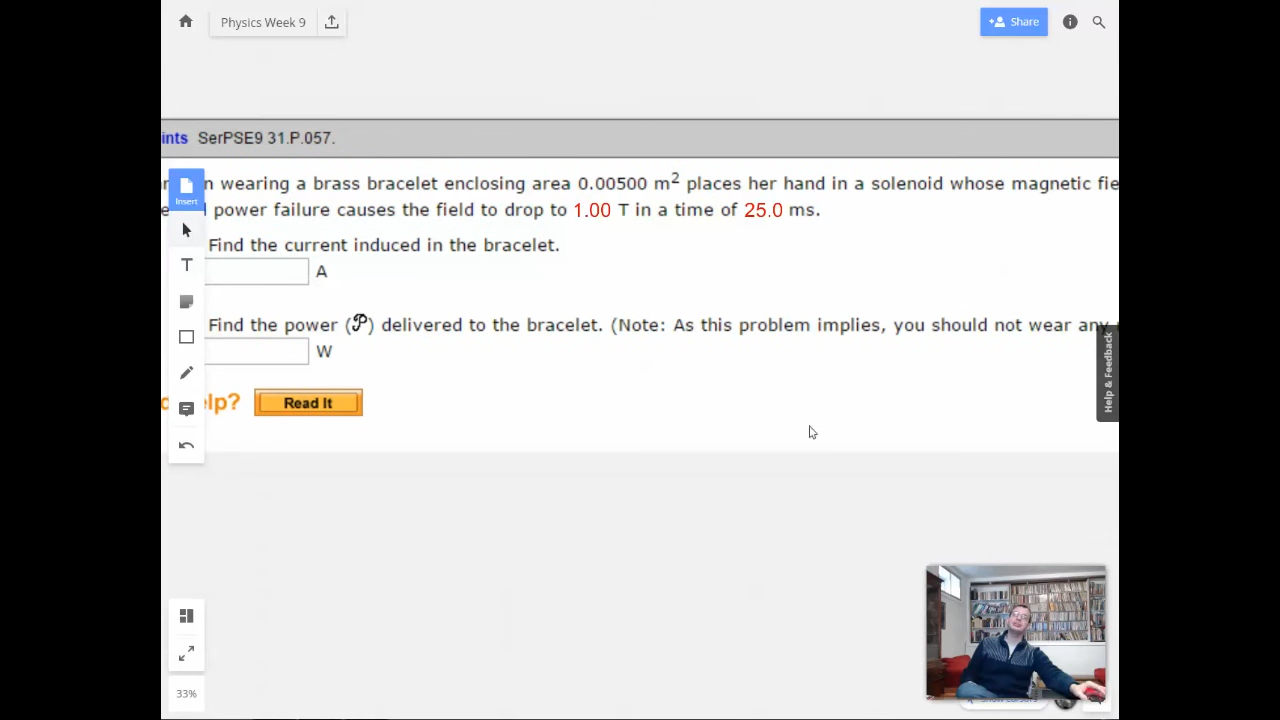 Physics Week 9
Share
ints SerPSE9 31.P.057.
Insert
n wearing a brass bracelet enclosing area 0.00500 m² places her hand in a solenoid whose magnetic fie
power failure causes the field to drop to 1.00 T in a time of 25.0 ms.
T
Find the current induced in the bracelet.
A
Find the power (𝒫) delivered to the bracelet. (Note: As this problem implies, you should not wear any
W
elp? Read It
Help & Feedback
33%